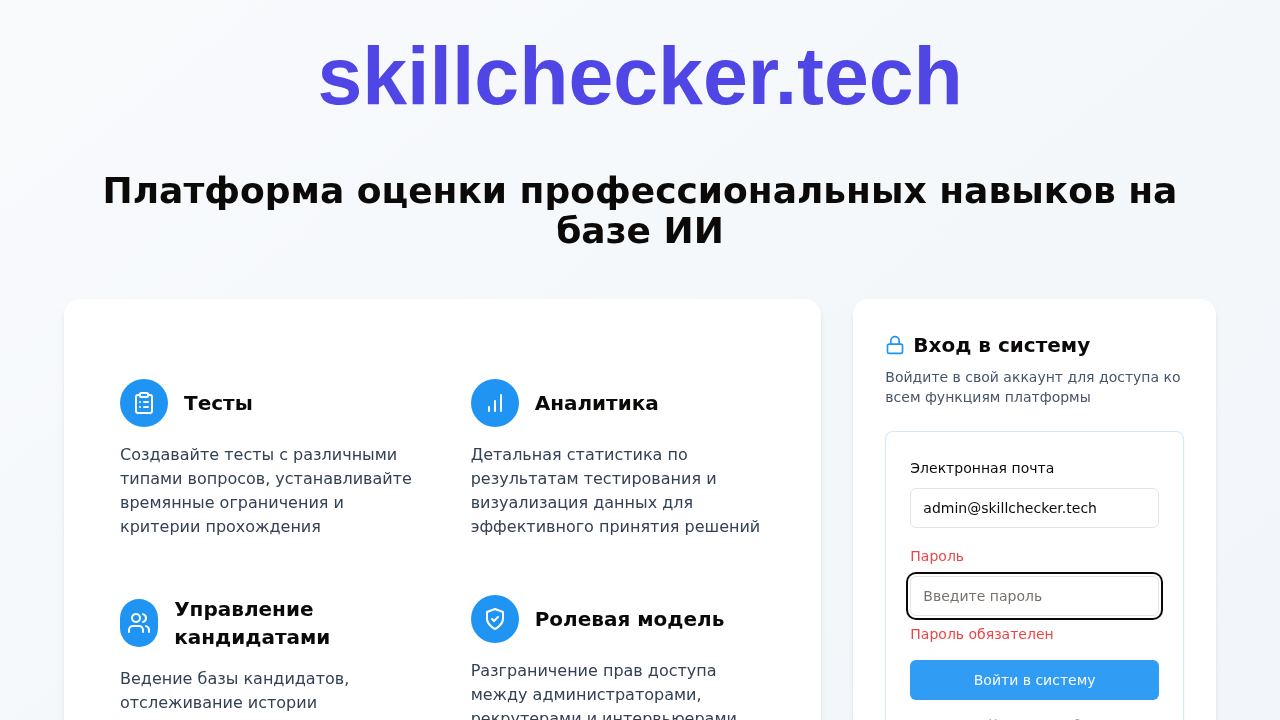 skillchecker.tech
Платформа оценки профессиональных навыков на
базе ИИ
Тесты
Создавайте тесты с различными
типами вопросов, устанавливайте
времянные ограничения и
критерии прохождения
Аналитика
Детальная статистика по
результатам тестирования и
визуализация данных для
эффективного принятия решений
Управление
кандидатами
Ведение базы кандидатов,
отслеживание истории
Ролевая модель
Разграничение прав доступа
между администраторами,
рекрутерами и интервьюерами
Вход в систему
Войдите в свой аккаунт для доступа ко
всем функциям платформы
Электронная почта
admin@skillchecker.tech
Пароль
Введите пароль
Пароль обязателен
Войти в систему